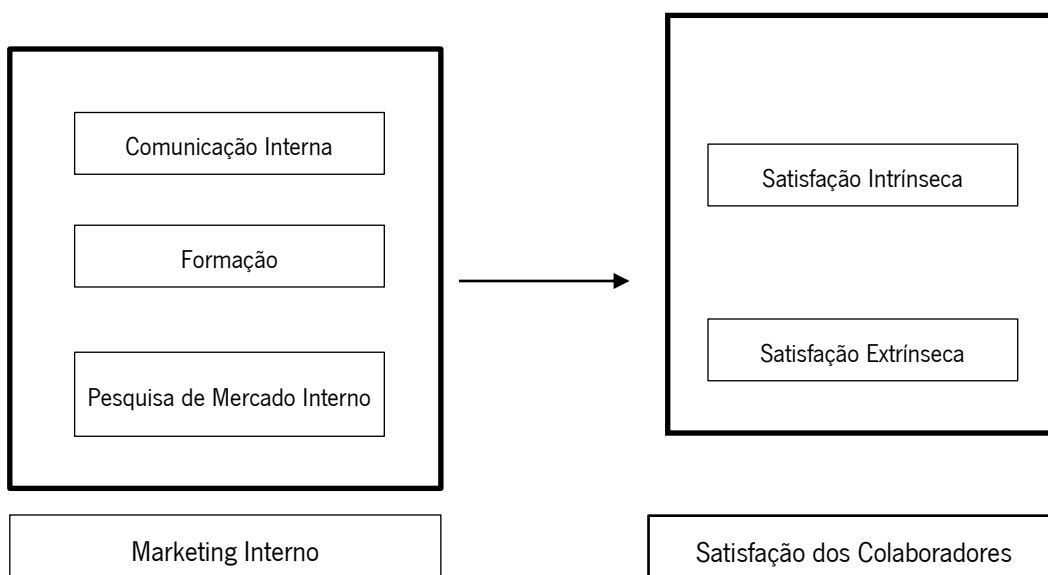 Comunicação Interna
Formação
Pesquisa de Mercado Interno
Marketing Interno
Satisfação Intrínseca
Satisfação Extrínseca
Satisfação dos Colaboradores